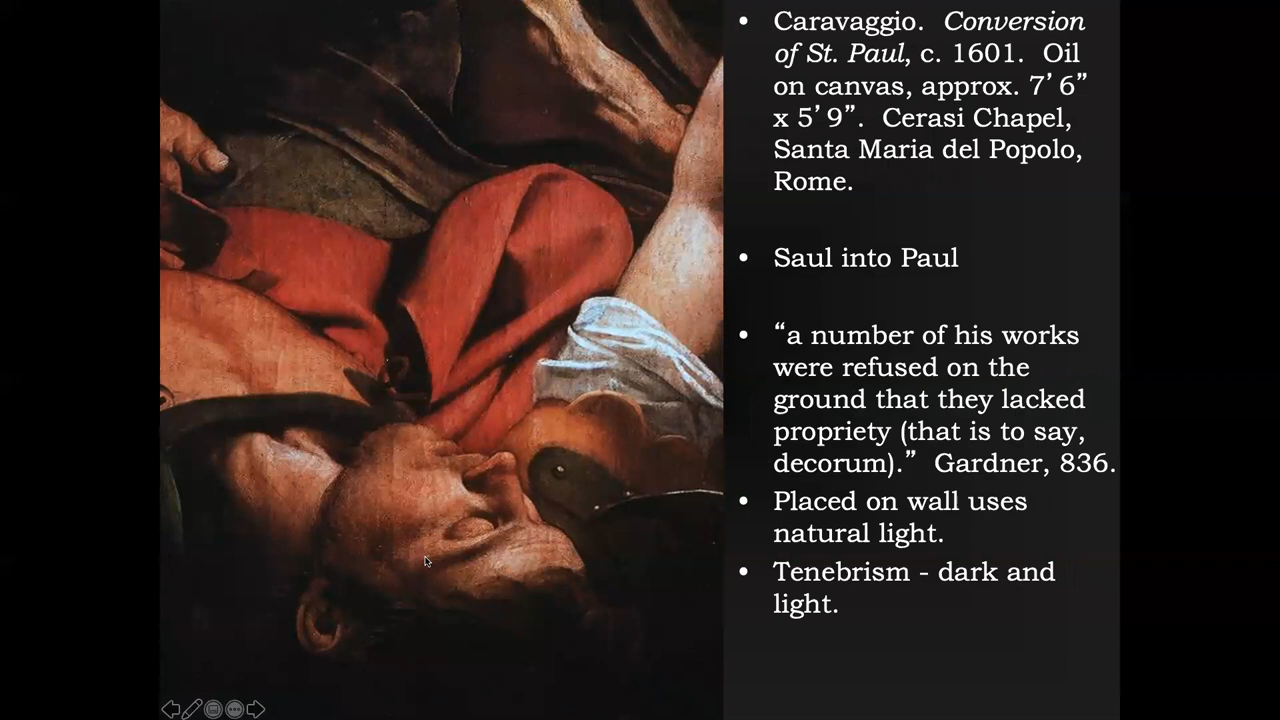 • Caravaggio.  Conversion
of St. Paul, c. 1601.  Oil
on canvas, approx. 7’ 6”
x 5’ 9”.  Cerasi Chapel,
Santa Maria del Popolo,
Rome.
• Saul into Paul
• “a number of his works
were refused on the
ground that they lacked
propriety (that is to say,
decorum).”  Gardner, 836.
• Placed on wall uses
natural light.
• Tenebrism - dark and
light.